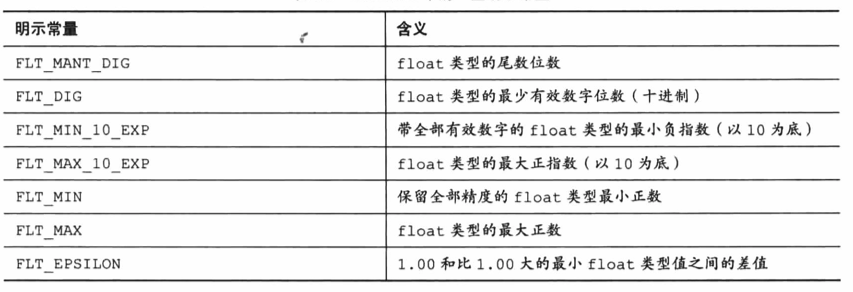 明示常量 含义
FLT_MANT_DIG float 类型的尾数位数
FLT_DIG float 类型的最少有效数字位数（十进制）
FLT_MIN_10_EXP 带全部有效数字的 float 类型的最小负指数（以 10 为底）
FLT_MAX_10_EXP float 类型的最大正指数（以 10 为底）
FLT_MIN 保留全部精度的 float 类型最小正数
FLT_MAX float 类型的最大正数
FLT_EPSILON 1.00 和比 1.00 大的最小 float 类型值之间的差值